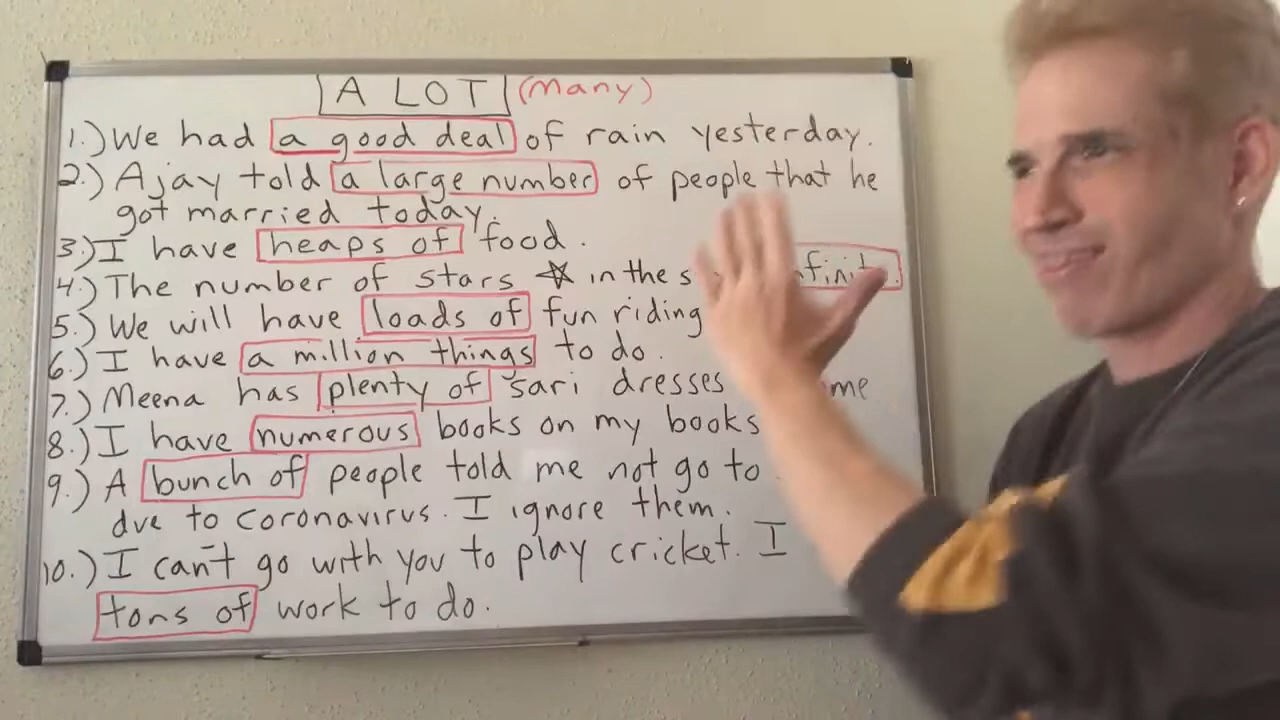 A LOT (many)
1.) We had a good deal of rain yesterday.
2.) Ajay told a large number of people that he
got married today.
3.) I have heaps of food.
4.) The number of stars in the
5.) We will have loads of fun riding
6.) I have a million things to do.
7.) Meena has plenty of sari dresses
8.) I have numerous books on my books
9.) A bunch of people told me not go to
due to coronavirus. I ignore them.
10.) I can't go with you to play cricket. I
tons of work to do.